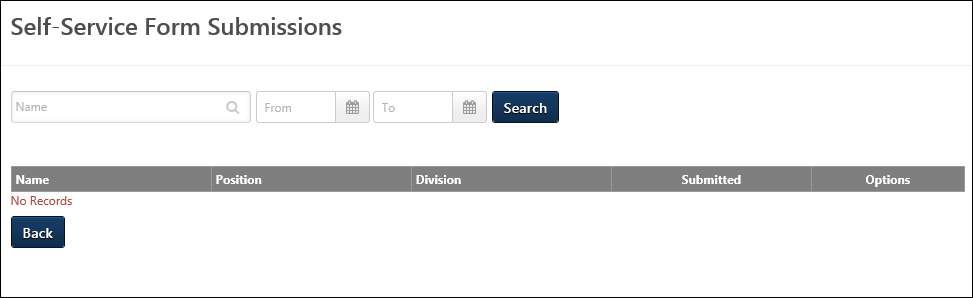 Self-Service Form Submissions
Name From To Search
Name Position Division Submitted Options
No Records
Back